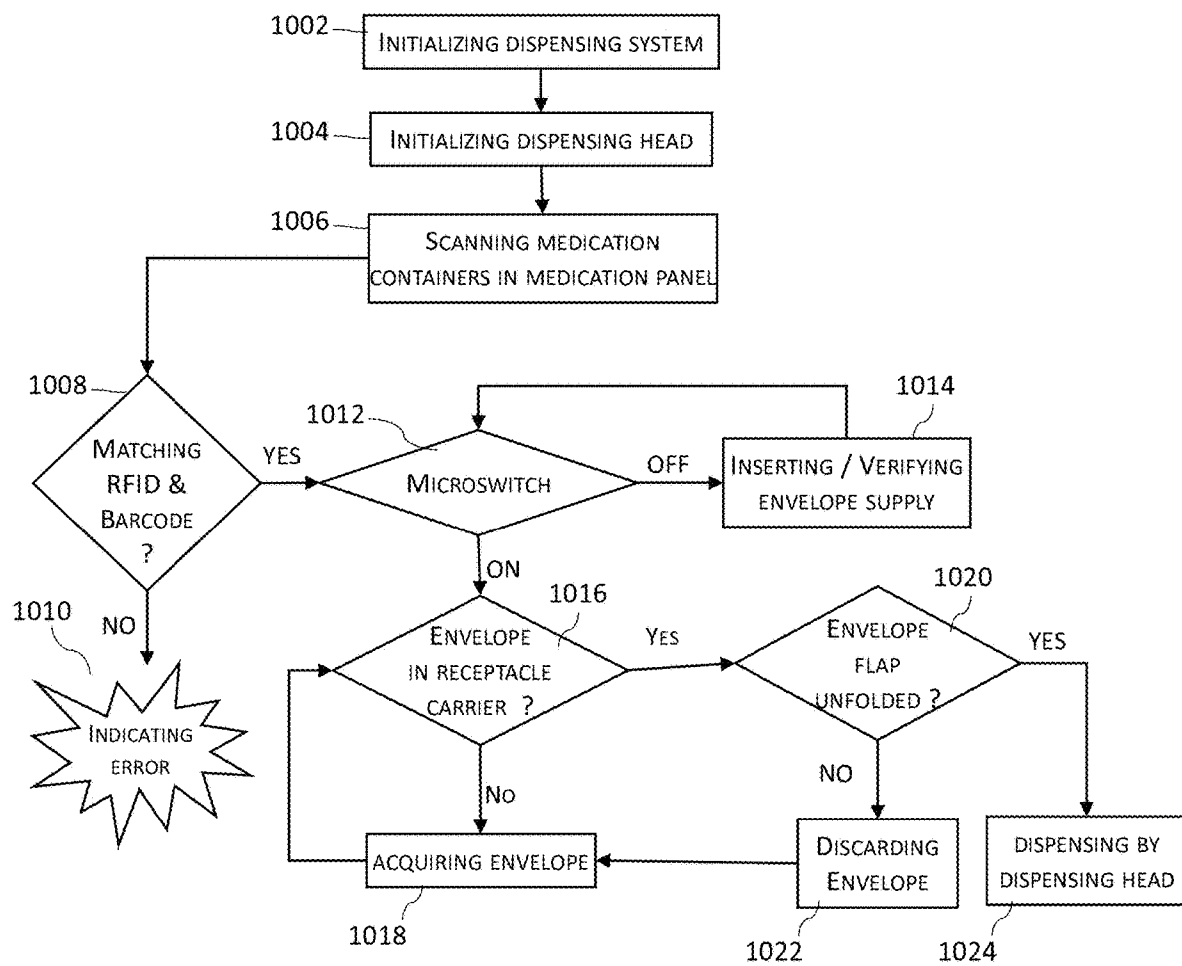 1002
INITIALIZING DISPENSING SYSTEM
1004
INITIALIZING DISPENSING HEAD
1006
SCANNING MEDICATION
CONTAINERS IN MEDICATION PANEL
1008
MATCHING
RFID &
BARCODE
?
YES
NO
1010
INDICATING
ERROR
1012
MICROSWITCH
OFF
1014
INSERTING / VERIFYING
ENVELOPE SUPPLY
ON
1016
ENVELOPE
IN RECEPTACLE
CARRIER ?
YES
NO
1018
ACQUIRING ENVELOPE
1020
ENVELOPE
FLAP
UNFOLDED ?
YES
NO
DISCARDING
ENVELOPE
1022
DISPENSING BY
DISPENSING HEAD
1024